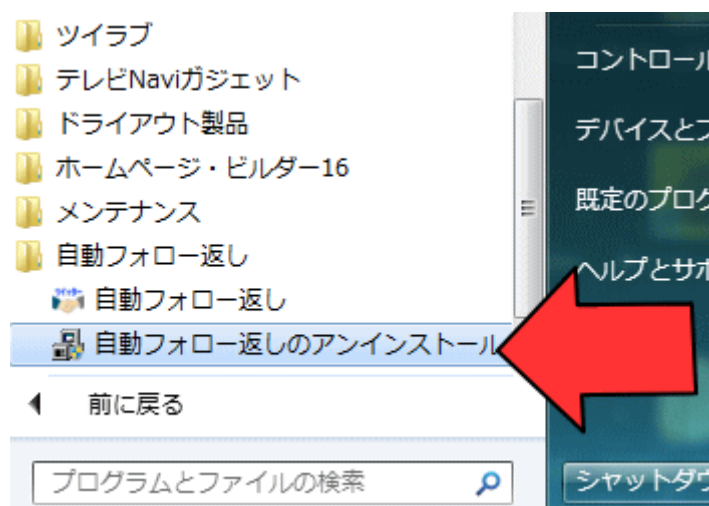 ツイラブ
テレビNaviガジェット
ドライアウト製品
ホームページ・ビルダー16
メンテナンス
自動フォロー返し
自動フォロー返し
自動フォロー返しのアンインストール
前に戻る
プログラムとファイルの検索
コントロール
デバイスとプ
既定のプログ
ヘルプとサポ
シャットダウ